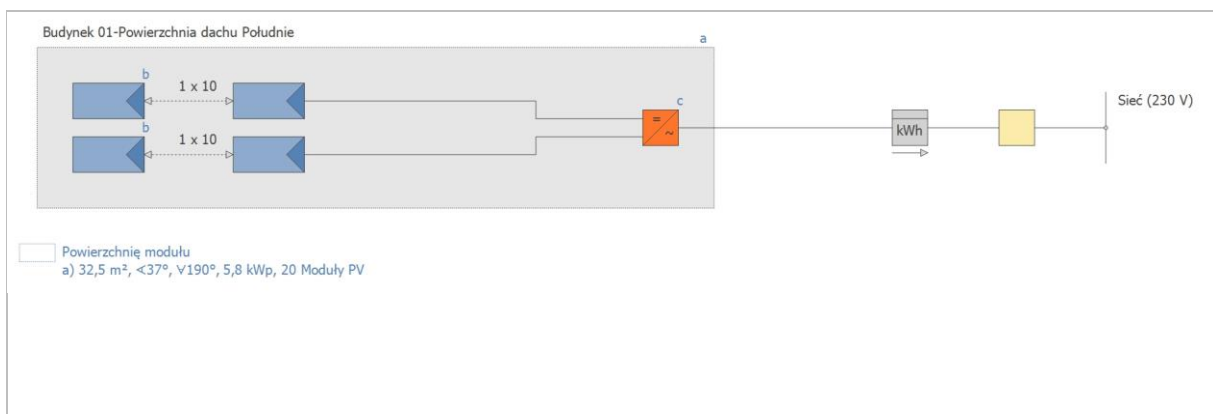 Budynek 01-Powierzchnia dachu Południe
a
b
1 x 10
c
=
~
b
1 x 10
kWh
Sieć (230 V)
Powierzchnię modułu
a) 32,5 m², ∢37°, ∀190°, 5,8 kWp, 20 Moduły PV